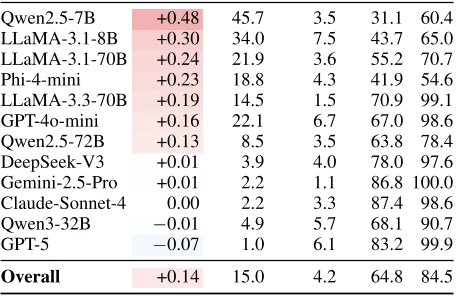 Qwen2.5-7B +0.48 45.7 3.5 31.1 60.4
LLaMA-3.1-8B +0.30 34.0 7.5 43.7 65.0
LLaMA-3.1-70B +0.24 21.9 3.6 55.2 70.7
Phi-4-mini +0.23 18.8 4.3 41.9 54.6
LLaMA-3.3-70B +0.19 14.5 1.5 70.9 99.1
GPT-4o-mini +0.16 22.1 6.7 67.0 98.6
Qwen2.5-72B +0.13 8.5 3.5 63.8 78.4
DeepSeek-V3 +0.01 3.9 4.0 78.0 97.6
Gemini-2.5-Pro +0.01 2.2 1.1 86.8 100.0
Claude-Sonnet-4 0.00 2.2 3.3 87.4 98.6
Qwen3-32B −0.01 4.9 5.7 68.1 90.7
GPT-5 −0.07 1.0 6.1 83.2 99.9
Overall +0.14 15.0 4.2 64.8 84.5